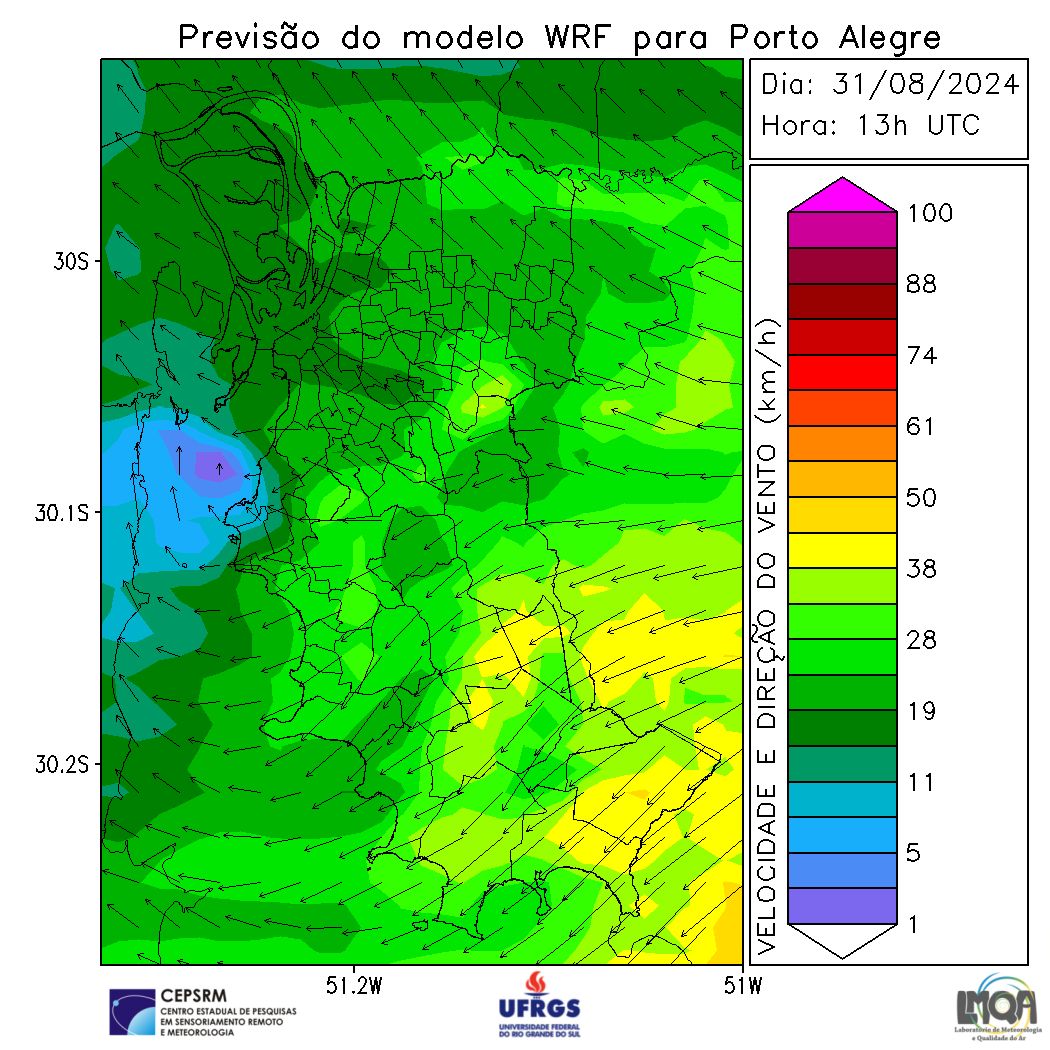 Previsão do modelo WRF para Porto Alegre
Dia: 31/08/2024
Hora: 13h UTC
30S
30.1S
30.2S
51.2W
51W
VELOCIDADE E DIREÇÃO DO VENTO (km/h)
100
88
74
61
50
38
28
19
11
5
1
CEPSRM
CENTRO ESTADUAL DE PESQUISAS
EM SENSORIAMENTO REMOTO
E METEOROLOGIA
UFRGS
UNIVERSIDADE FEDERAL
DO RIO GRANDE DO SUL
LMQA
Laboratório de Meteorologia
e Qualidade do Ar